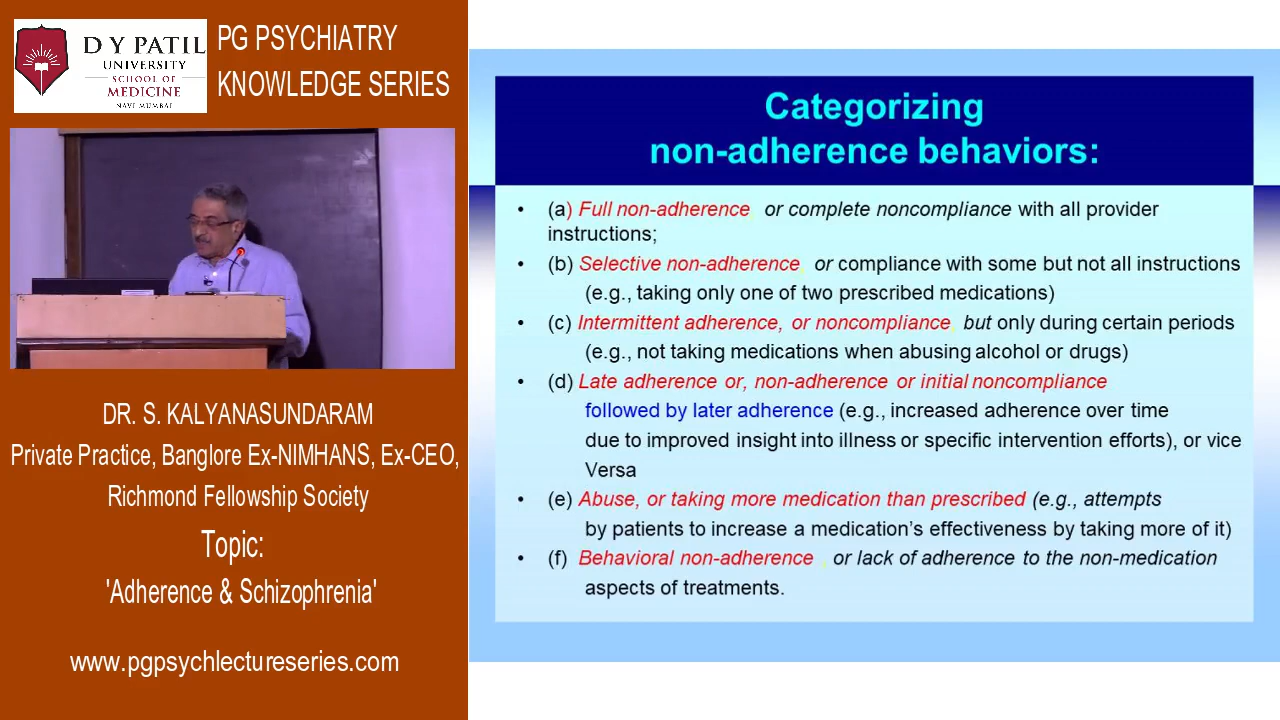 D Y PATIL
UNIVERSITY
SCHOOL OF
MEDICINE
NAVI MUMBAI
PG PSYCHIATRY
KNOWLEDGE SERIES
DR. S. KALYANASUNDARAM
Private Practice, Banglore Ex-NIMHANS, Ex-CEO,
Richmond Fellowship Society
Topic:
'Adherence & Schizophrenia'
www.pgpsychlectureseries.com
Categorizing
non-adherence behaviors:
• (a) Full non-adherence, or complete noncompliance with all provider
instructions;
• (b) Selective non-adherence, or compliance with some but not all instructions
(e.g., taking only one of two prescribed medications)
• (c) Intermittent adherence, or noncompliance, but only during certain periods
(e.g., not taking medications when abusing alcohol or drugs)
• (d) Late adherence or, non-adherence or initial noncompliance
followed by later adherence (e.g., increased adherence over time
due to improved insight into illness or specific intervention efforts), or vice
Versa
• (e) Abuse, or taking more medication than prescribed (e.g., attempts
by patients to increase a medication's effectiveness by taking more of it)
• (f) Behavioral non-adherence , or lack of adherence to the non-medication
aspects of treatments.